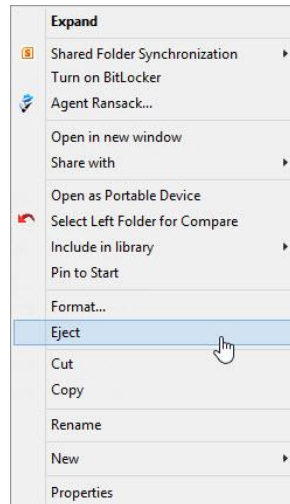 Expand
Shared Folder Synchronization
Turn on BitLocker
Agent Ransack...
Open in new window
Share with
Open as Portable Device
Select Left Folder for Compare
Include in library
Pin to Start
Format...
Eject
Cut
Copy
Rename
New
Properties